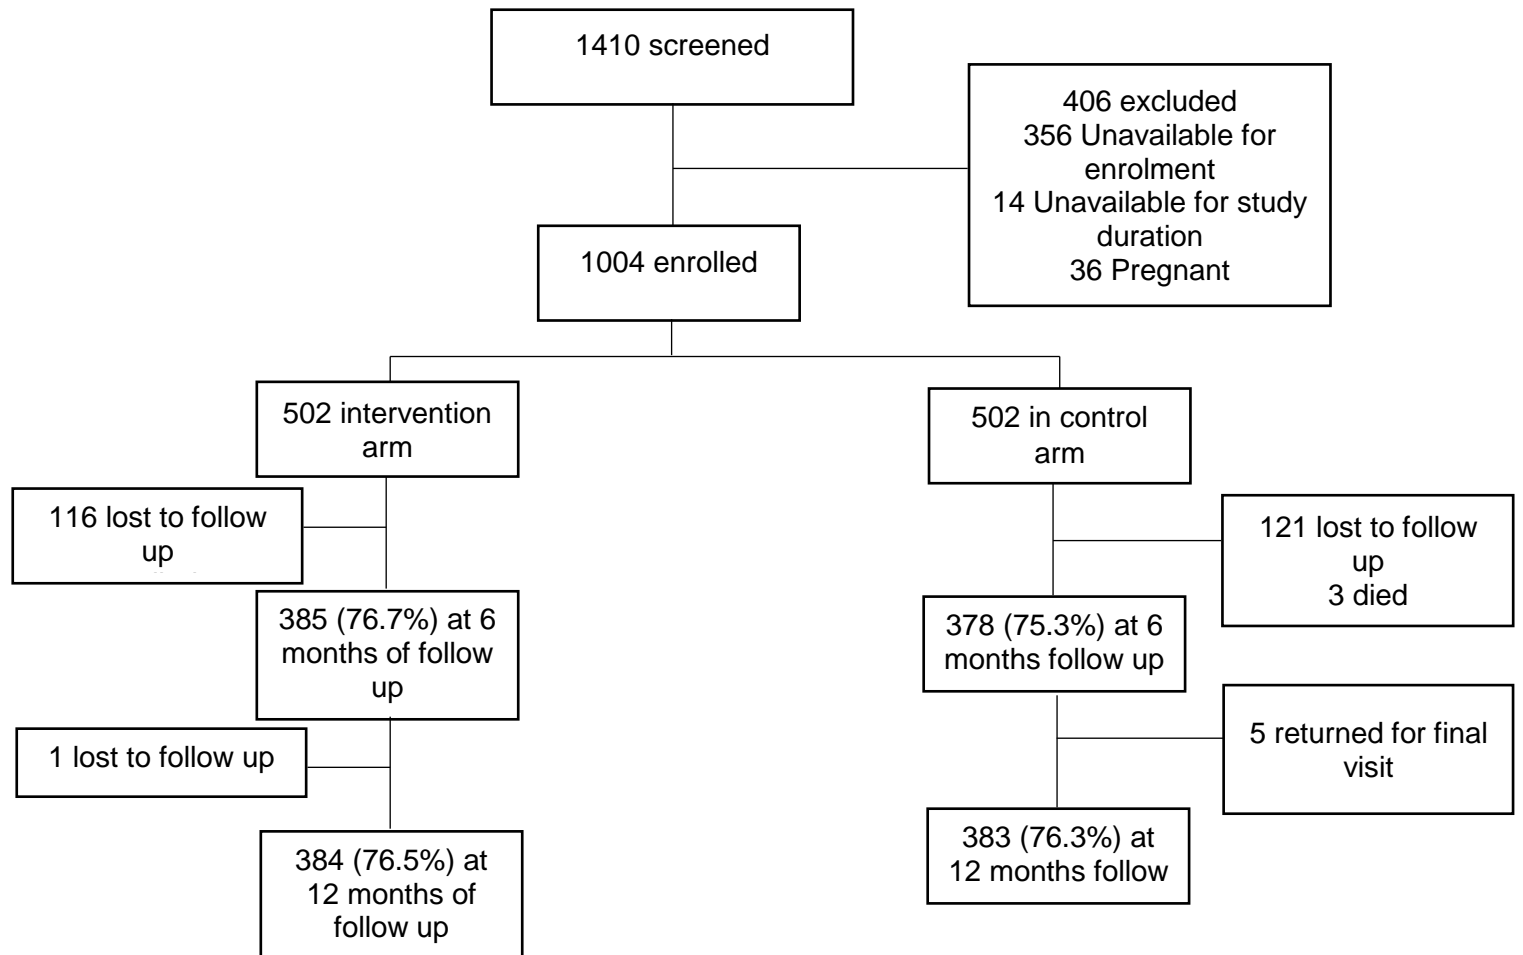 1410 screened
406 excluded
356 Unavailable for
enrolment
14 Unavailable for study
duration
36 Pregnant
1004 enrolled
502 intervention
arm
502 in control
arm
116 lost to follow
up
121 lost to follow
up
3 died
385 (76.7%) at 6
months of follow
up
378 (75.3%) at 6
months follow up
1 lost to follow up
5 returned for final
visit
384 (76.5%) at
12 months of
follow up
383 (76.3%) at
12 months follow